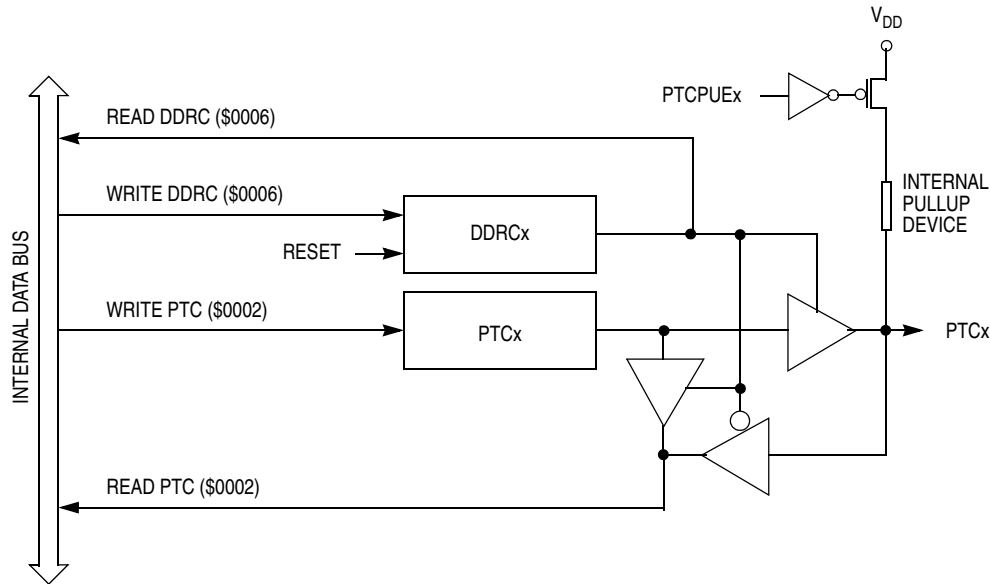 V_DD
PTCPUEx
READ DDRC ($0006)
INTERNAL
PULLUP
DEVICE
WRITE DDRC ($0006)
DDRCx
RESET
WRITE PTC ($0002)
PTCx
PTCx
INTERNAL DATA BUS
READ PTC ($0002)